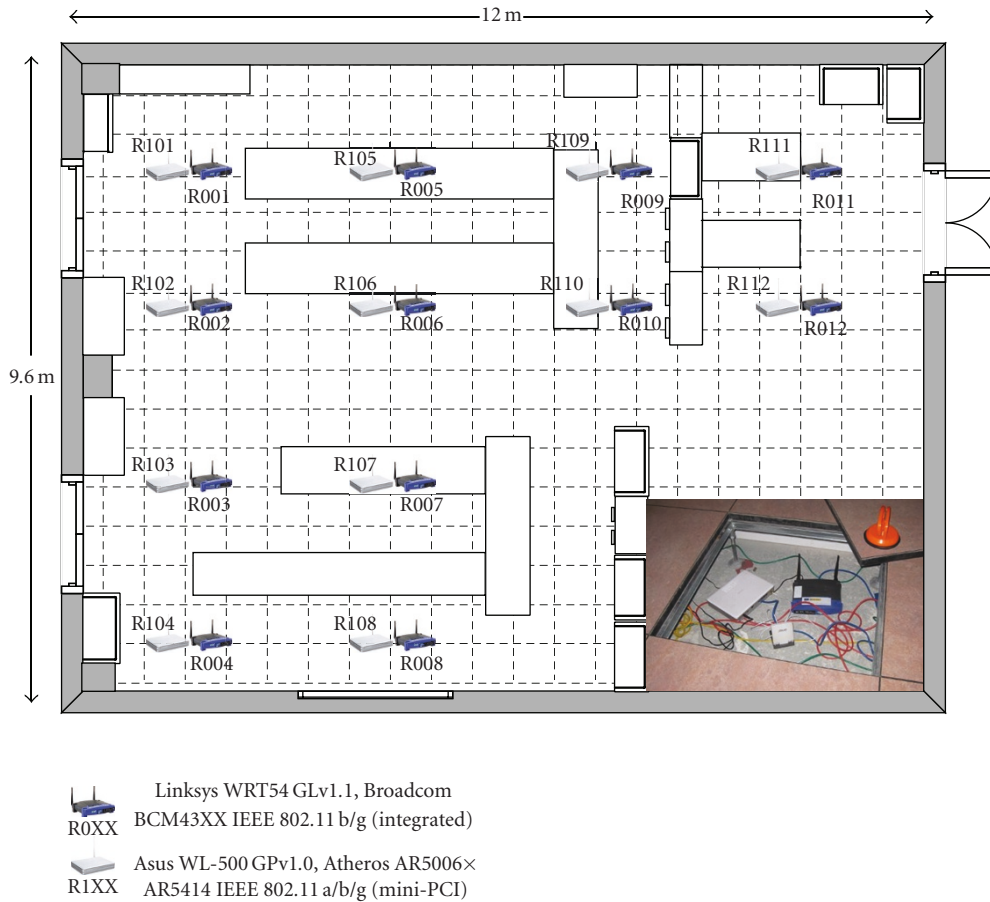 12 m
9.6 m
R101
R001
R105
R005
R109
R009
R111
R011
R102
R002
R106
R006
R110
R010
R112
R012
R103
R003
R107
R007
R104
R004
R108
R008
R0XX
Linksys WRT54 GLv1.1, Broadcom
BCM43XX IEEE 802.11 b/g (integrated)
R1XX
Asus WL-500 GPv1.0, Atheros AR5006×
AR5414 IEEE 802.11 a/b/g (mini-PCI)